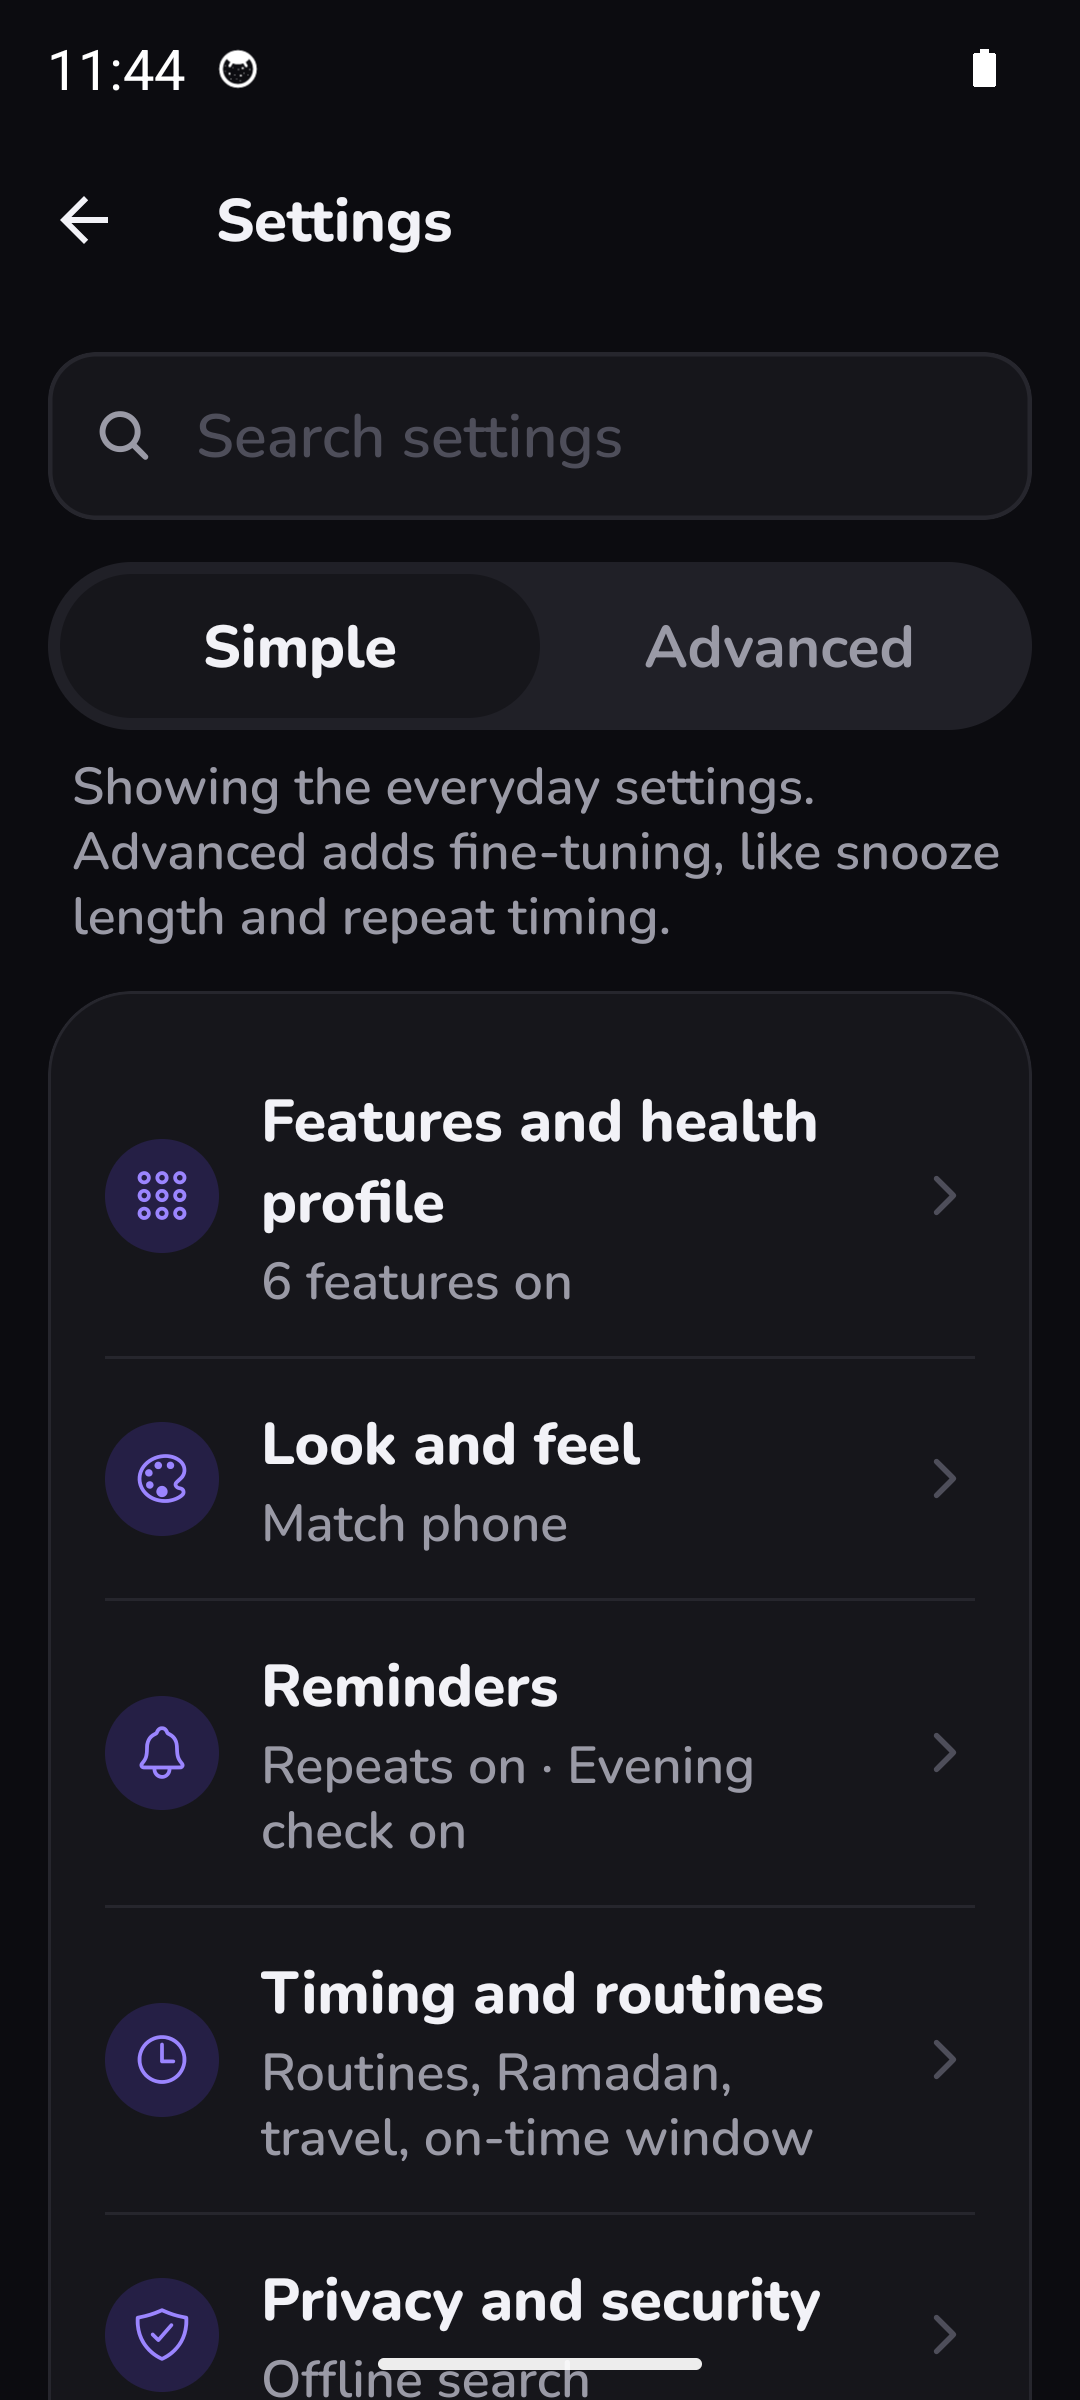 11:44
Settings
Search settings
Simple
Advanced
Showing the everyday settings.
Advanced adds fine-tuning, like snooze
length and repeat timing.
Features and health
profile
6 features on
Look and feel
Match phone
Reminders
Repeats on · Evening
check on
Timing and routines
Routines, Ramadan,
travel, on-time window
Privacy and security
Offline search